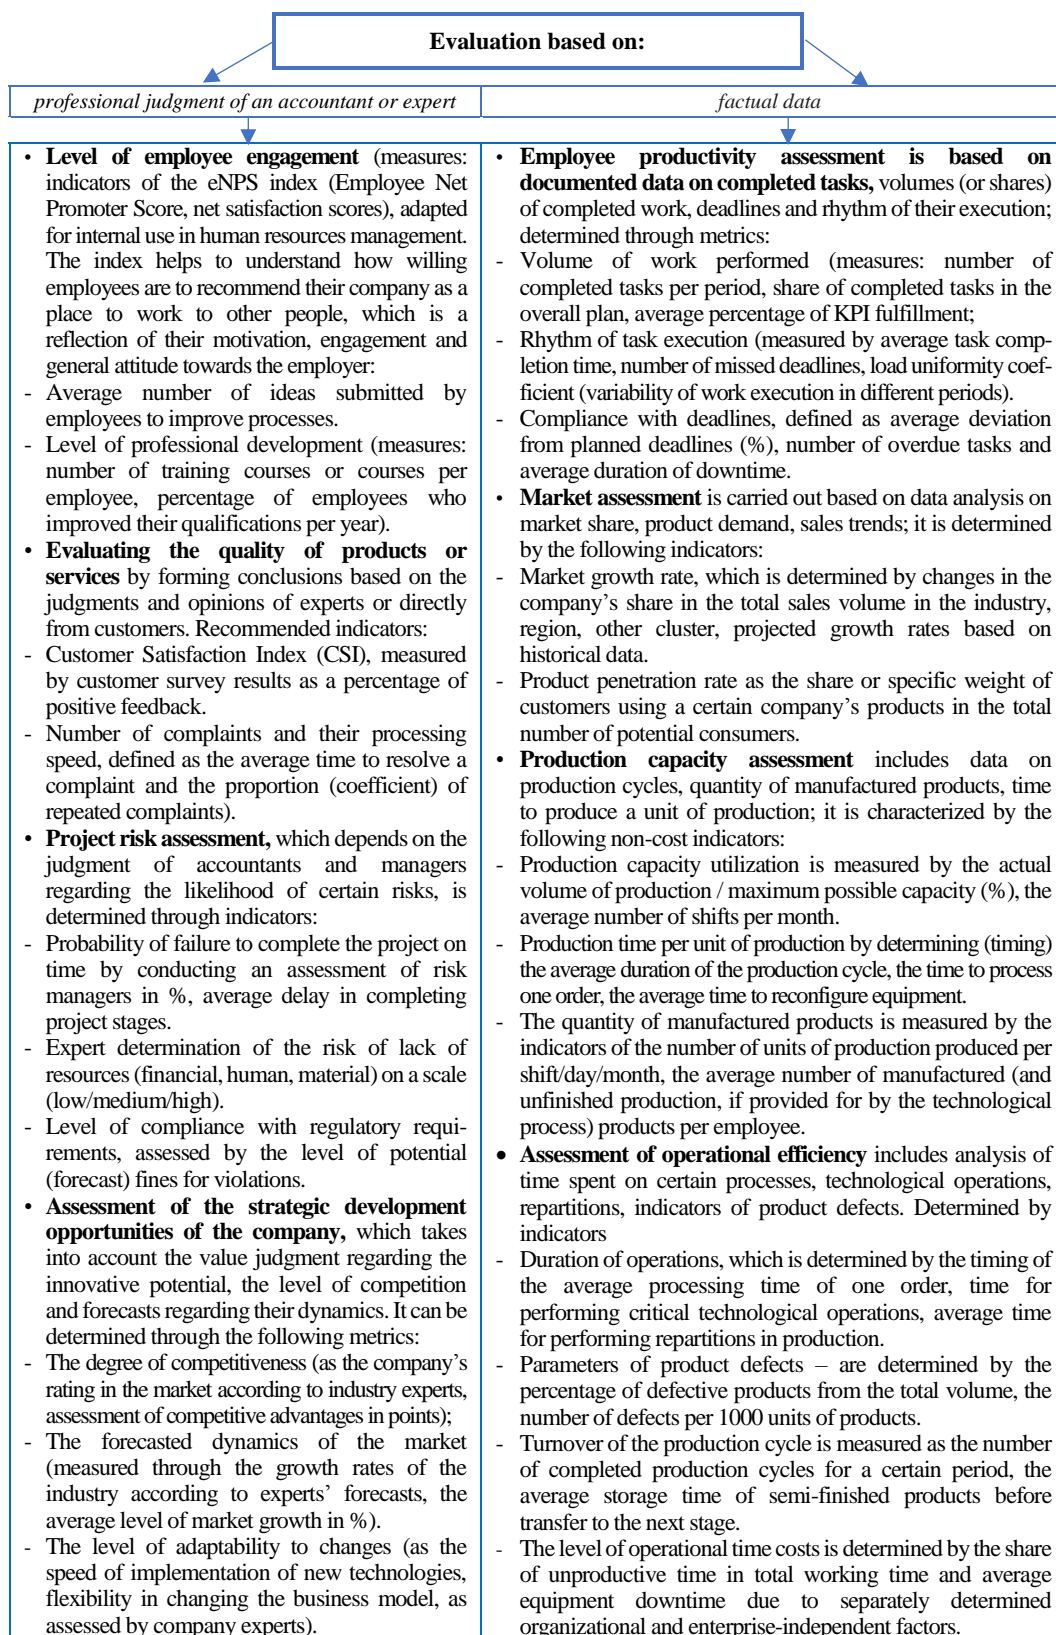 Evaluation based on:
professional judgment of an accountant or expert
factual data
• Level of employee engagement (measures:
indicators of the eNPS index (Employee Net
Promoter Score, net satisfaction scores), adapted
for internal use in human resources management.
The index helps to understand how willing
employees are to recommend their company as a
place to work to other people, which is a
reflection of their motivation, engagement and
general attitude towards the employer:
- Average number of ideas submitted by
employees to improve processes.
- Level of professional development (measures:
number of training courses or courses per
employee, percentage of employees who
improved their qualifications per year).
• Evaluating the quality of products or
services by forming conclusions based on the
judgments and opinions of experts or directly
from customers. Recommended indicators:
- Customer Satisfaction Index (CSI), measured
by customer survey results as a percentage of
positive feedback.
- Number of complaints and their processing
speed, defined as the average time to resolve a
complaint and the proportion (coefficient) of
repeated complaints).
• Project risk assessment, which depends on the
judgment of accountants and managers
regarding the likelihood of certain risks, is
determined through indicators:
- Probability of failure to complete the project on
time by conducting an assessment of risk
managers in %, average delay in completing
project stages.
- Expert determination of the risk of lack of
resources (financial, human, material) on a scale
(low/medium/high).
- Level of compliance with regulatory requi-
rements, assessed by the level of potential
(forecast) fines for violations.
• Assessment of the strategic development
opportunities of the company, which takes
into account the value judgment regarding the
innovative potential, the level of competition
and forecasts regarding their dynamics. It can be
determined through the following metrics:
- The degree of competitiveness (as the company's
rating in the market according to industry experts,
assessment of competitive advantages in points);
- The forecasted dynamics of the market
(measured through the growth rates of the
industry according to experts' forecasts, the
average level of market growth in %).
- The level of adaptability to changes (as the
speed of implementation of new technologies,
flexibility in changing the business model, as
assessed by company experts).
• Employee productivity assessment is based on
documented data on completed tasks, volumes (or shares)
of completed work, deadlines and rhythm of their execution;
determined through metrics:
- Volume of work performed (measures: number of
completed tasks per period, share of completed tasks in the
overall plan, average percentage of KPI fulfillment;
- Rhythm of task execution (measured by average task comp-
letion time, number of missed deadlines, load uniformity coef-
ficient (variability of work execution in different periods).
- Compliance with deadlines, defined as average deviation
from planned deadlines (%), number of overdue tasks and
average duration of downtime.
• Market assessment is carried out based on data analysis on
market share, product demand, sales trends; it is determined
by the following indicators:
- Market growth rate, which is determined by changes in the
company's share in the total sales volume in the industry,
region, other cluster, projected growth rates based on
historical data.
- Product penetration rate as the share or specific weight of
customers using a certain company's products in the total
number of potential consumers.
• Production capacity assessment includes data on
production cycles, quantity of manufactured products, time
to produce a unit of production; it is characterized by the
following non-cost indicators:
- Production capacity utilization is measured by the actual
volume of production / maximum possible capacity (%), the
average number of shifts per month.
- Production time per unit of production by determining (timing)
the average duration of the production cycle, the time to process
one order, the average time to reconfigure equipment.
- The quantity of manufactured products is measured by the
indicators of the number of units of production produced per
shift/day/month, the average number of manufactured (and
unfinished production, if provided for by the technological
process) products per employee.
• Assessment of operational efficiency includes analysis of
time spent on certain processes, technological operations,
repartitions, indicators of product defects. Determined by
indicators
- Duration of operations, which is determined by the timing of
the average processing time of one order, time for
performing critical technological operations, average time
for performing repartitions in production.
- Parameters of product defects – are determined by the
percentage of defective products from the total volume, the
number of defects per 1000 units of products.
- Turnover of the production cycle is measured as the number
of completed production cycles for a certain period, the
average storage time of semi-finished products before
transfer to the next stage.
- The level of operational time costs is determined by the share
of unproductive time in total working time and average
equipment downtime due to separately determined
organizational and enterprise-independent factors.